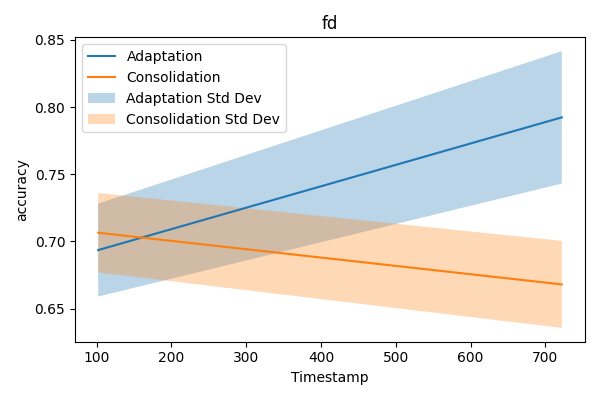 fd
0.85
0.80
0.75
0.70
0.65
accuracy
Adaptation
Consolidation
Adaptation Std Dev
Consolidation Std Dev
100
200
300
400
500
600
700
Timestamp